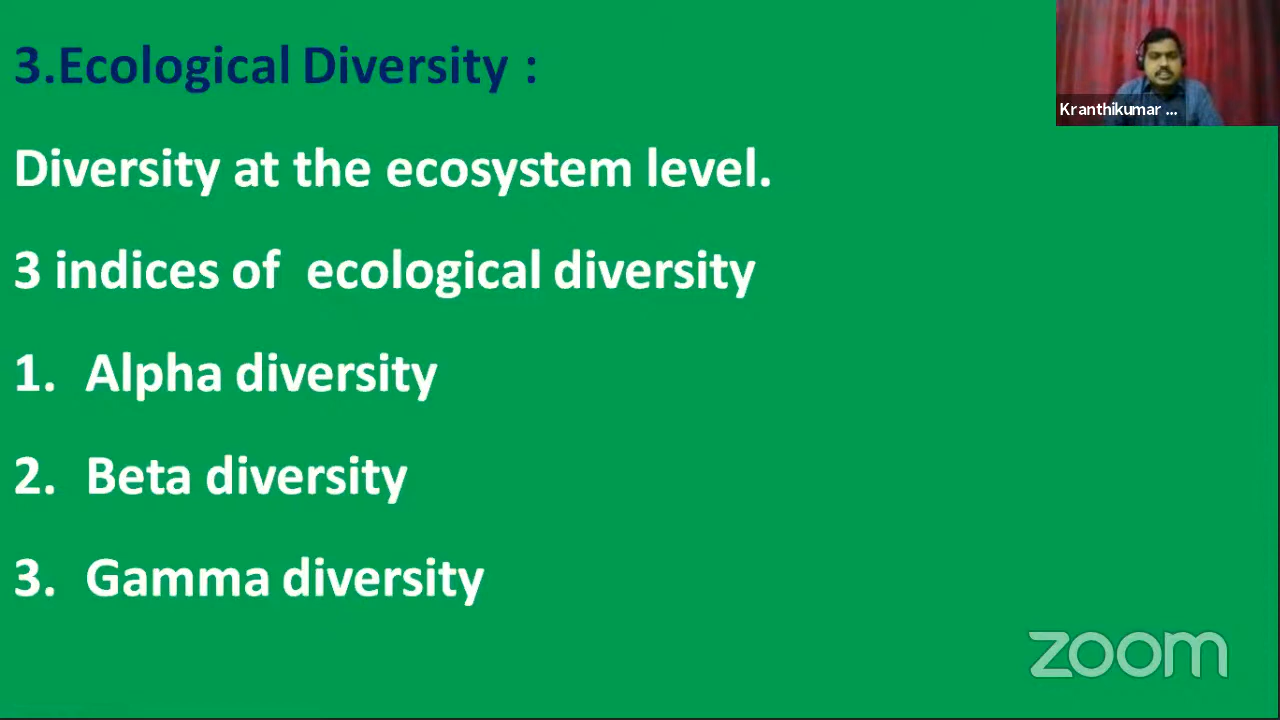 3.Ecological Diversity :
Kranthikumar ...
Diversity at the ecosystem level.
3 indices of ecological diversity
1. Alpha diversity
2. Beta diversity
3. Gamma diversity
zoom